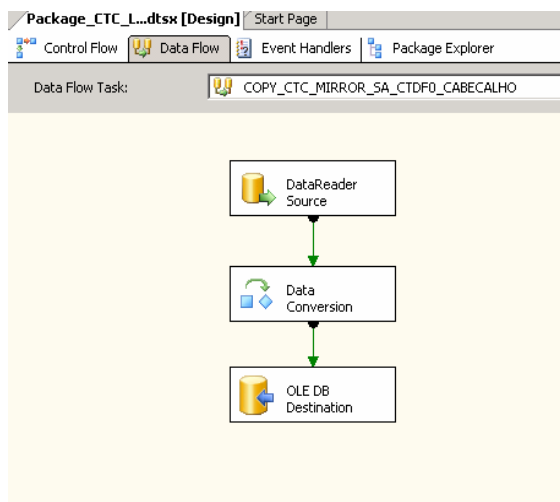 Package_CTC_L...dtsx [Design] Start Page
Control Flow Data Flow Event Handlers Package Explorer
Data Flow Task: COPY_CTC_MIRROR_SA_CTDF0_CABECALHO
DataReader
Source
Data
Conversion
OLE DB
Destination